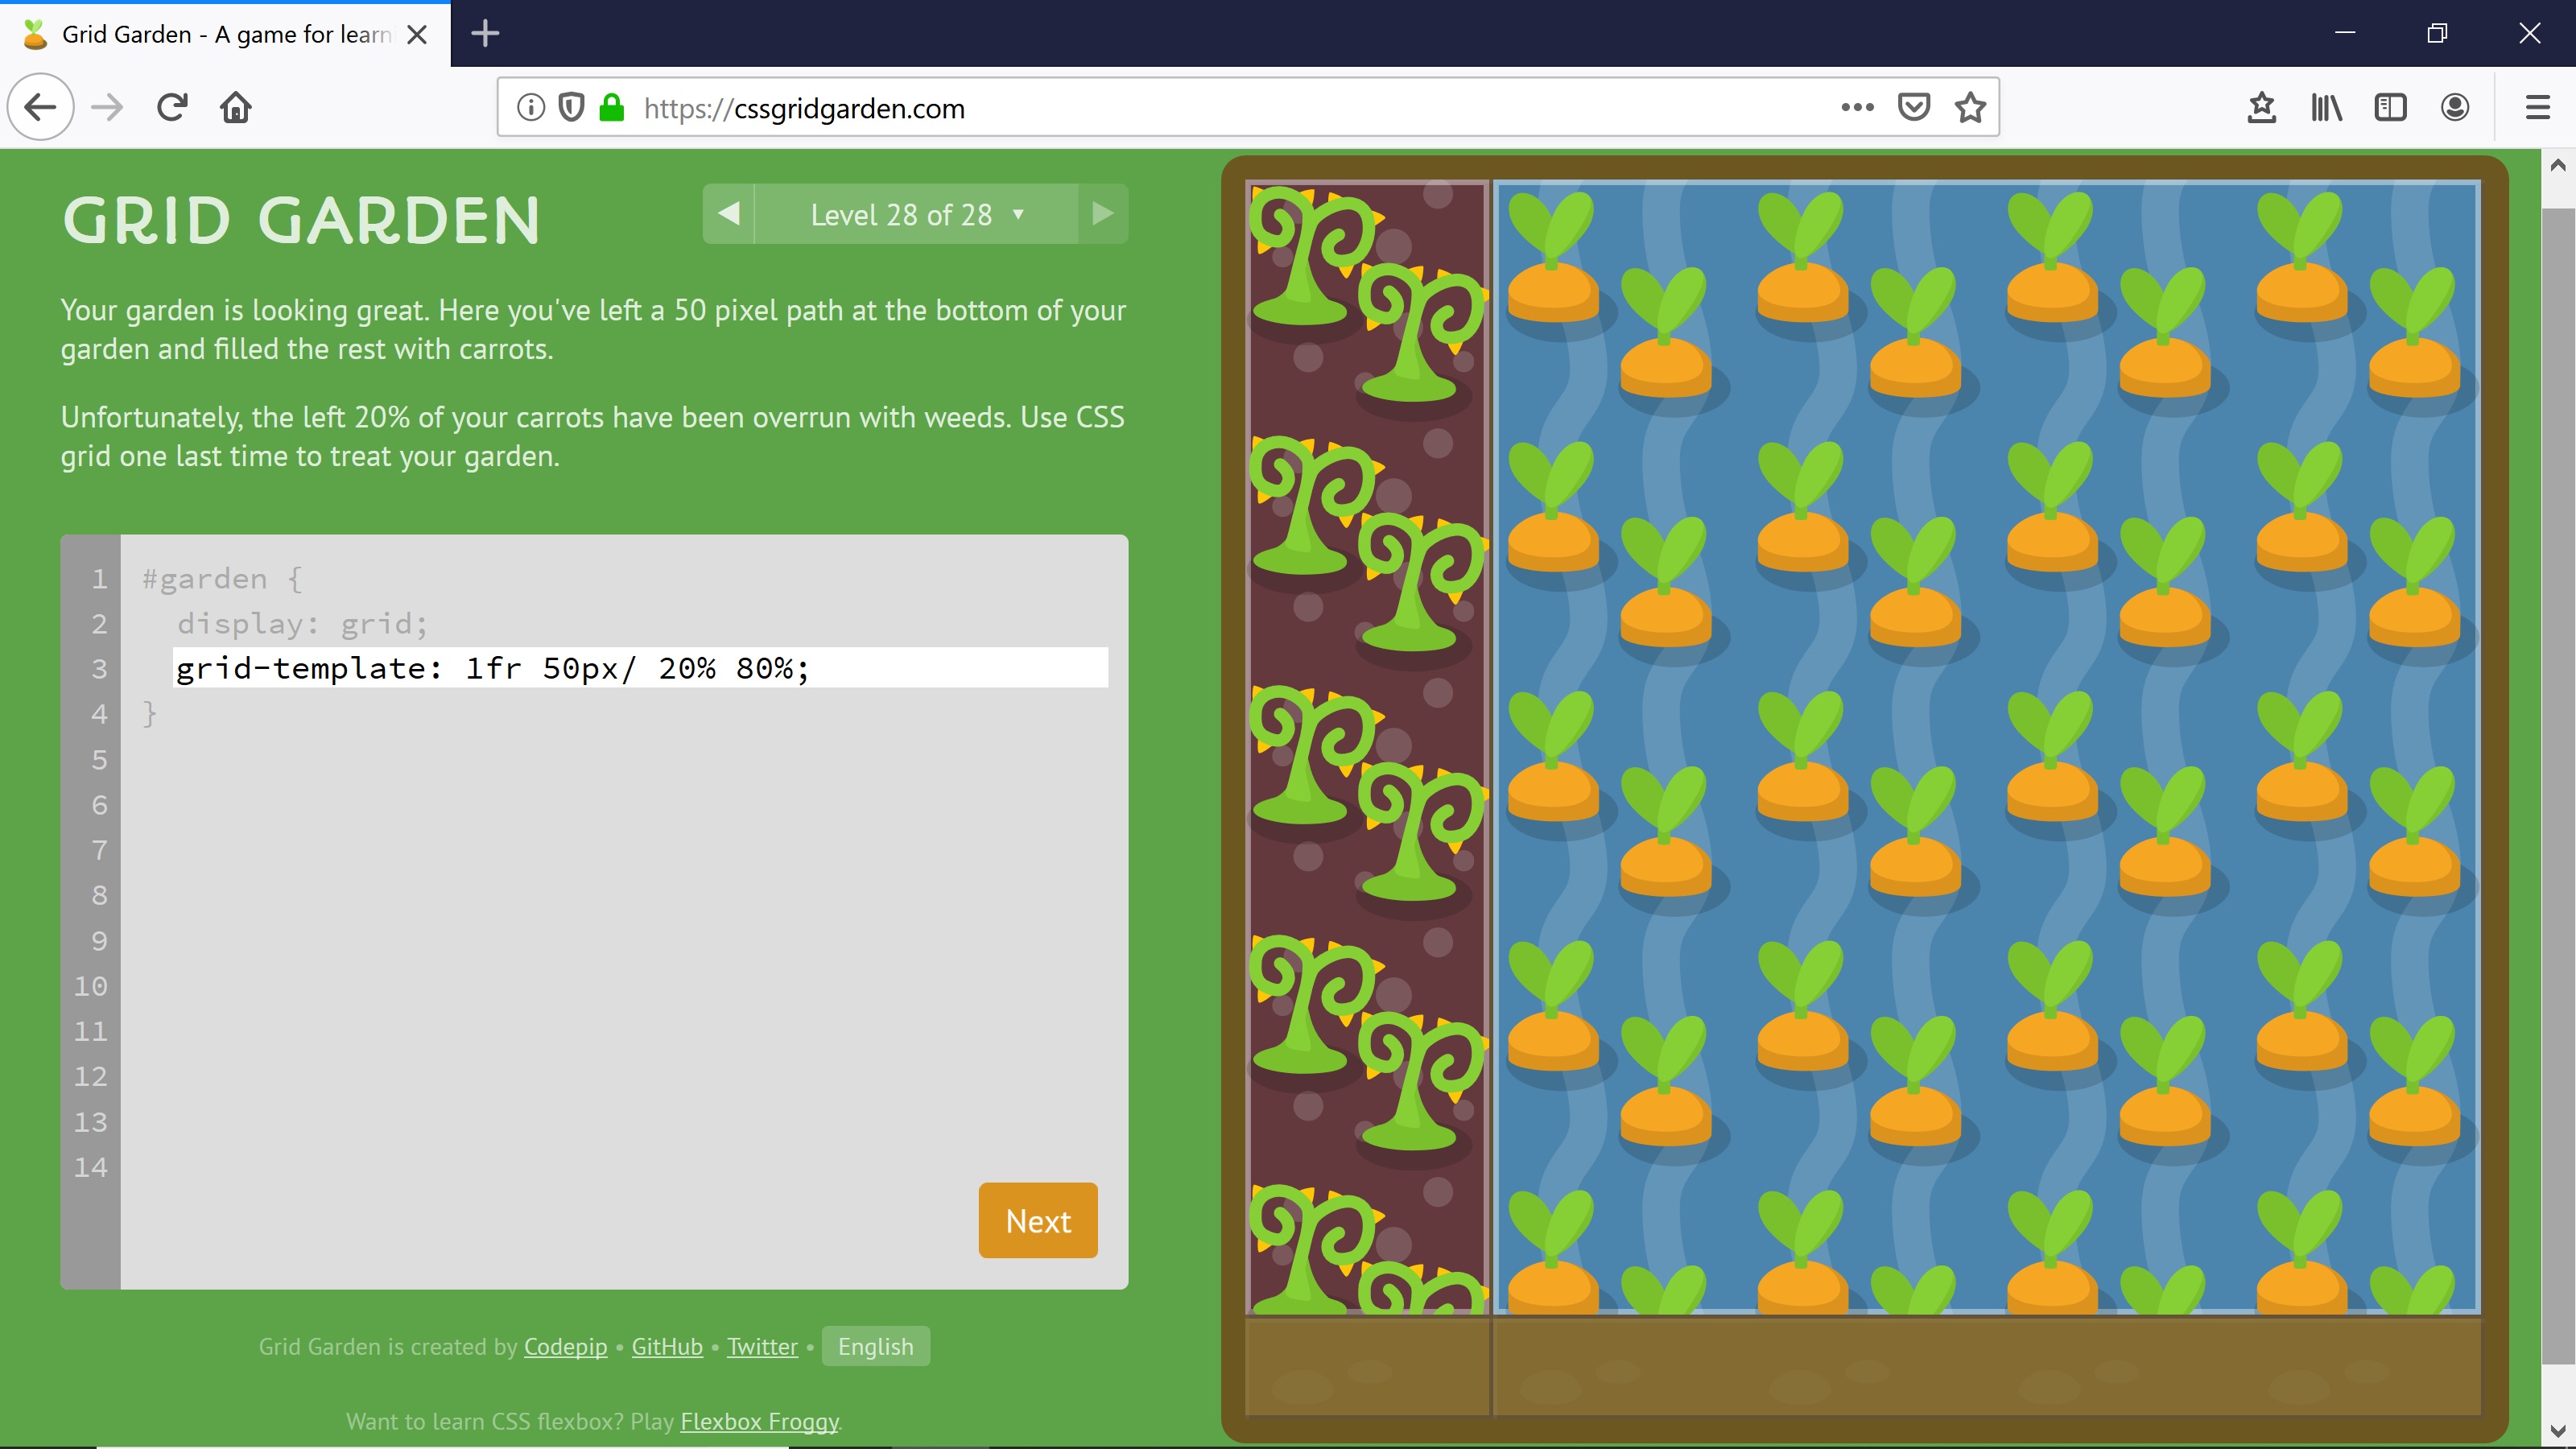 Grid Garden - A game for learn
https://cssgridgarden.com
GRID GARDEN
Level 28 of 28
Your garden is looking great. Here you've left a 50 pixel path at the bottom of your
garden and filled the rest with carrots.
Unfortunately, the left 20% of your carrots have been overrun with weeds. Use CSS
grid one last time to treat your garden.
1 #garden {
2 display: grid;
3 grid-template: 1fr 50px/ 20% 80%;
4 }
5
6
7
8
9
10
11
12
13
14
Next
Grid Garden is created by Codepip • GitHub • Twitter • English
Want to learn CSS flexbox? Play Flexbox Froggy.